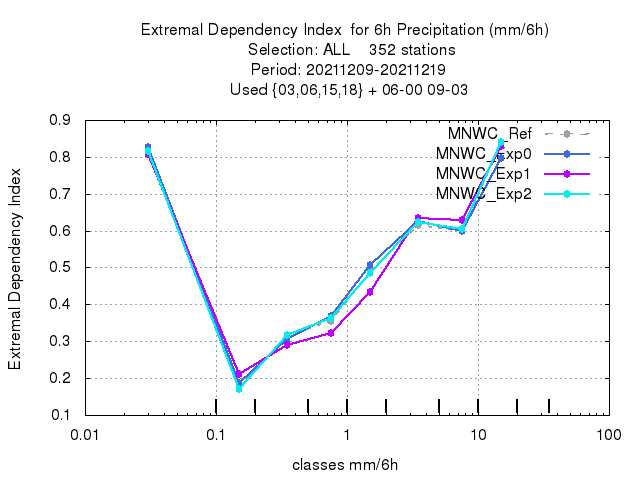 Extremal Dependency Index  for 6h Precipitation (mm/6h)
Selection: ALL    352 stations
Period: 20211209-20211219
Used {03,06,15,18} + 06-00 09-03
Extremal Dependency Index
0.9
0.8
0.7
0.6
0.5
0.4
0.3
0.2
0.1
MNWC_Ref
MNWC_Exp0
MNWC_Exp1
MNWC_Exp2
0.01 0.1 1 10 100
classes mm/6h